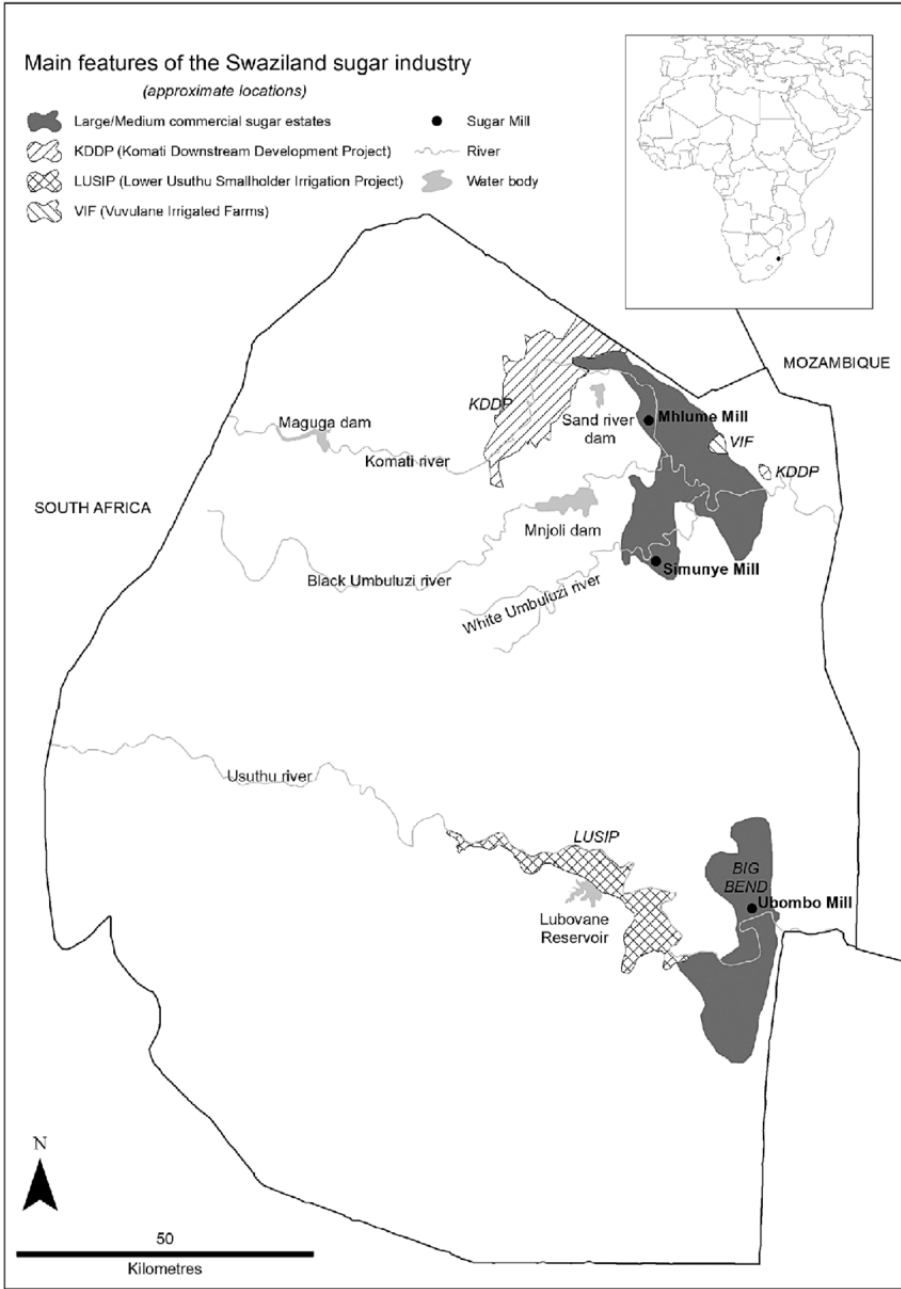 Main features of the Swaziland sugar industry
(approximate locations)
Large/Medium commercial sugar estates
KDDP (Komati Downstream Development Project)
LUSIP (Lower Usuthu Smallholder Irrigation Project)
VIF (Vuvulane Irrigated Farms)
Sugar Mill
River
Water body
MOZAMBIQUE
KDDP
Sand river
dam
Mhlume Mill
VIF
KDDP
Maguga dam
Komati river
SOUTH AFRICA
Mnjoli dam
Black Umbuluzi river
White Umbuluzi river
Simunye Mill
Usuthu river
LUSIP
BIG
BEND
Ubombo Mill
Lubovane
Reservoir
N
50
Kilometres